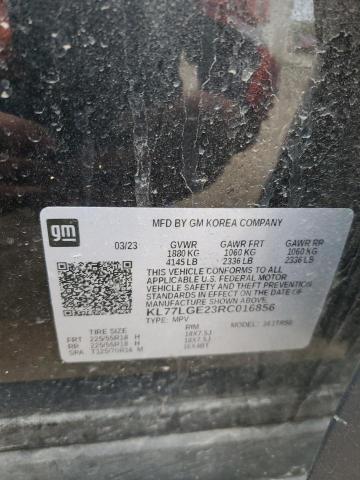 gm
MFD BY GM KOREA COMPANY
03/23 GVWR GAWR FRT GAWR RR
1880 KG 1060 KG 1060 KG
4145 LB 2336 LB 2336 LB
THIS VEHICLE CONFORMS TO ALL
APPLICABLE U.S. FEDERAL MOTOR
VEHICLE SAFETY AND THEFT PREVENTION
STANDARDS IN EFFECT ON THE DATE OF
MANUFACTURE SHOWN ABOVE.
KL77LGE23RC016856
TYPE: MPV MODEL: 1G1TR58
TIRE SIZE RIM
FRT 225/55R18 H 18X7.5J
RR 225/55R18 H 18X7.5J
SPA T125/70R16 M 16X4BT